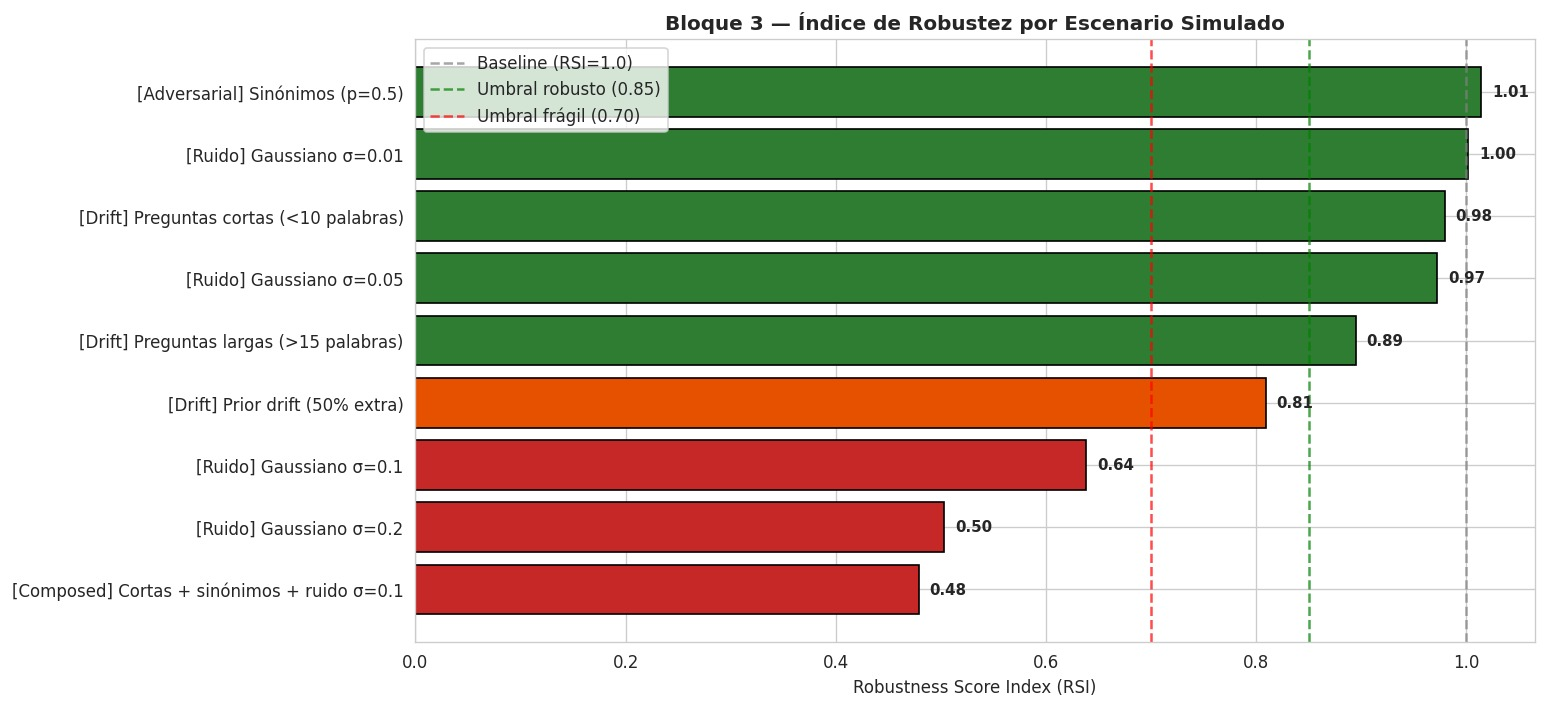 Bloque 3 — Índice de Robustez por Escenario Simulado
Baseline (RSI=1.0)
Umbral robusto (0.85)
Umbral frágil (0.70)
[Adversarial] Sinónimos (p=0.5)
1.01
[Ruido] Gaussiano σ=0.01
1.00
[Drift] Preguntas cortas (<10 palabras)
0.98
[Ruido] Gaussiano σ=0.05
0.97
[Drift] Preguntas largas (>15 palabras)
0.89
[Drift] Prior drift (50% extra)
0.81
[Ruido] Gaussiano σ=0.1
0.64
[Ruido] Gaussiano σ=0.2
0.50
[Composed] Cortas + sinónimos + ruido σ=0.1
0.48
0.0 0.2 0.4 0.6 0.8 1.0
Robustness Score Index (RSI)